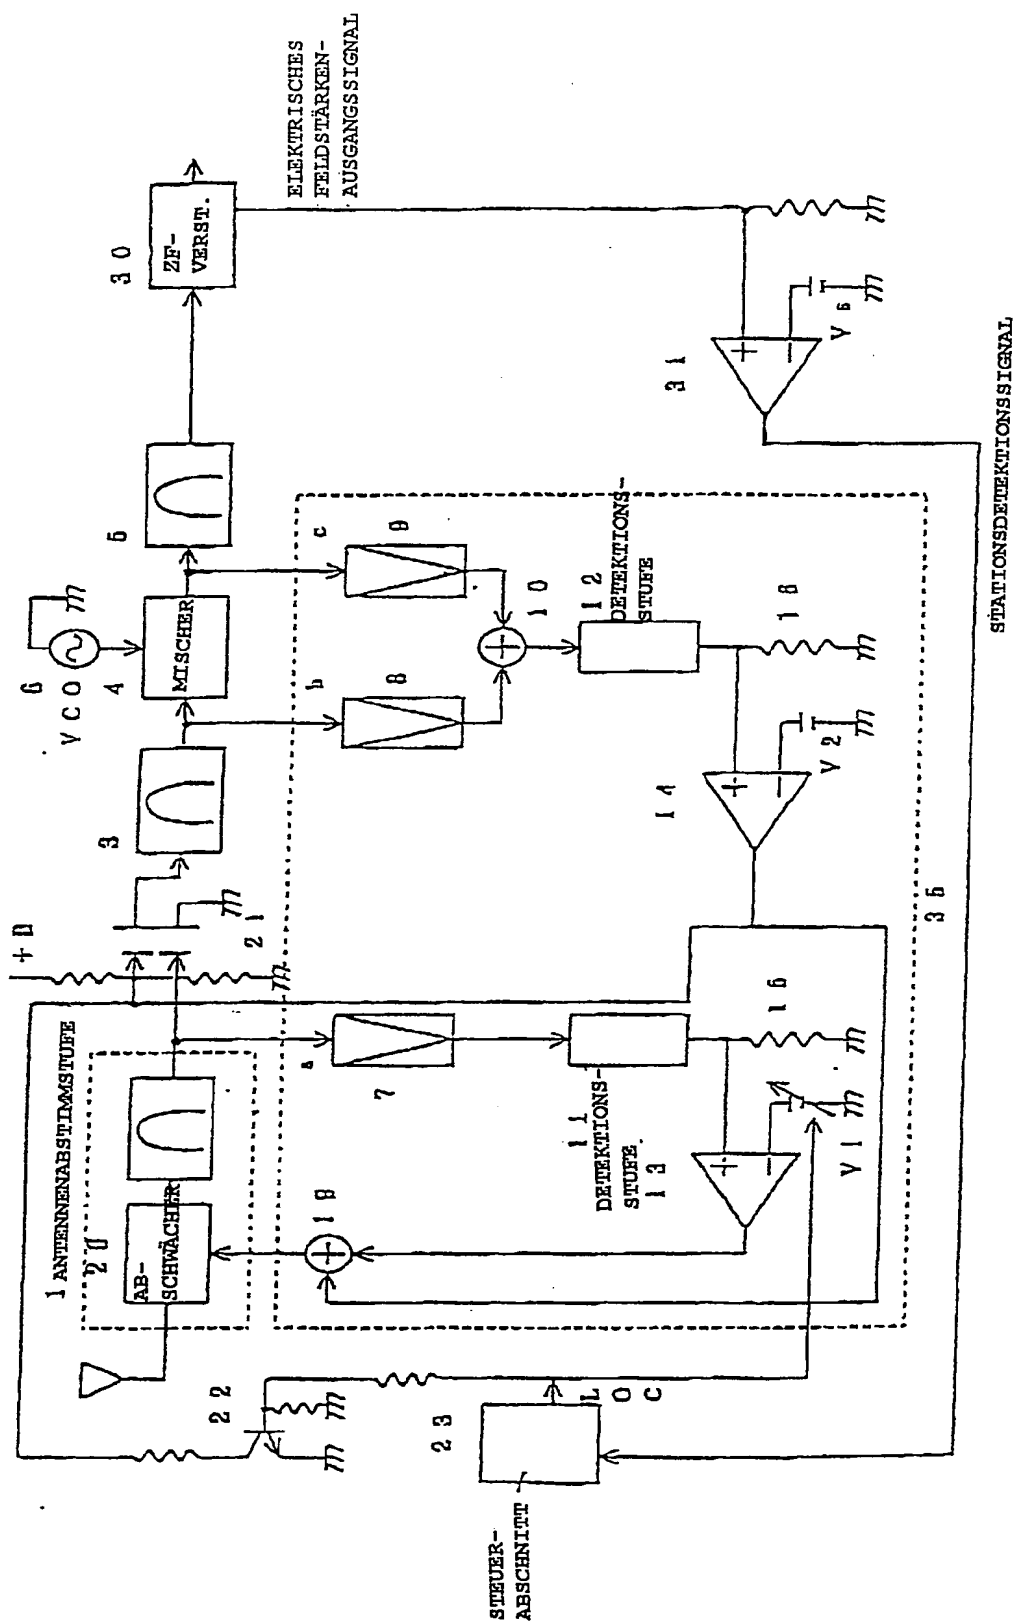 1 ANTENNENABSTIMMSTUFE
20
AB-
SCHWÄCHER
+B
21
3
VCO
6
4
MISCHER
5
30
ZF-
VERST.
ELEKTRISCHES
FELDSTÄRKEN-
AUSGANGSSIGNAL
22
a
7
b
8
c
9
10
19
11
DETEKTIONS-
STUFE
12
DETEKTIONS-
STUFE
13
+
-
V1
16
14
+
-
V2
18
31
+
-
V6
35
23
LOC
STEUER-
ABSCHNITT
STATIONSDETEKTIONSSIGNAL